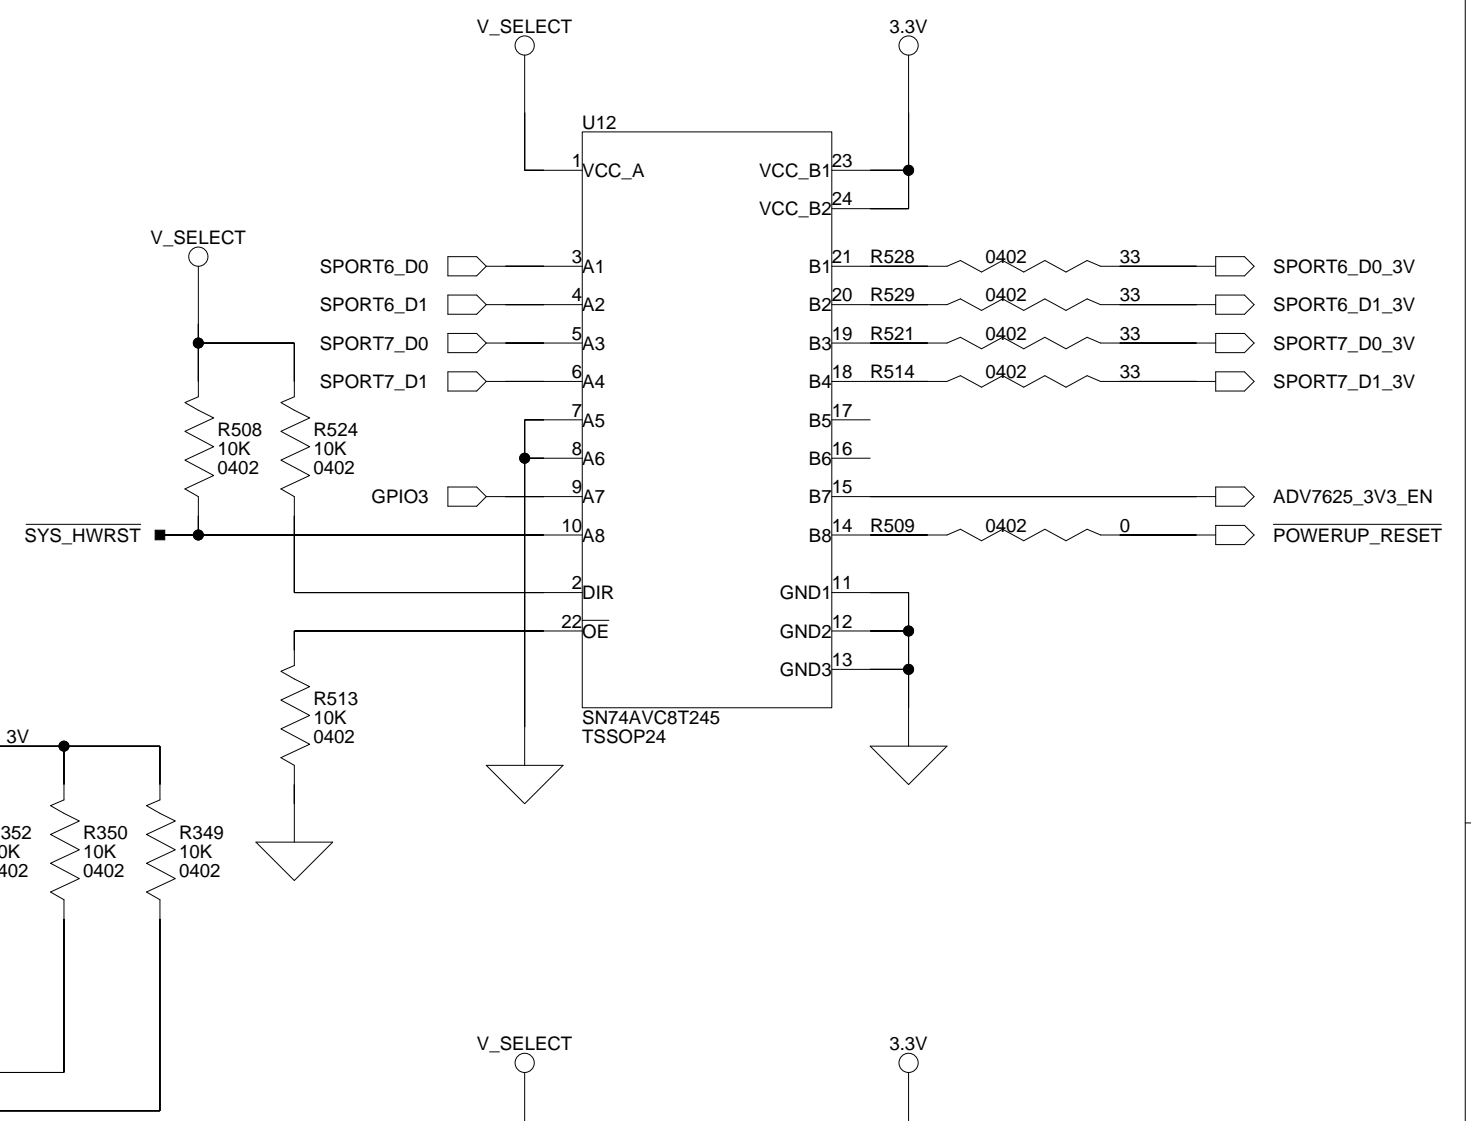 V_SELECT
3.3V
U12
1 VCC_A
VCC_B1 23
VCC_B2 24
V_SELECT
SPORT6_D0 3 A1
B1 21 R528 0402 33 SPORT6_D0_3V
SPORT6_D1 4 A2
B2 20 R529 0402 33 SPORT6_D1_3V
SPORT7_D0 5 A3
B3 19 R521 0402 33 SPORT7_D0_3V
SPORT7_D1 6 A4
B4 18 R514 0402 33 SPORT7_D1_3V
7 A5
B5 17
R508
10K
0402
R524
10K
0402
8 A6
B6 16
GPIO3 9 A7
B7 15 ADV7625_3V3_EN
SYS_HWRST 10 A8
B8 14 R509 0402 0 POWERUP_RESET
2 DIR
GND1 11
22 OE
GND2 12
GND3 13
R513
10K
0402
SN74AVC8T245
TSSOP24
3V
352
0K
402
R350
10K
0402
R349
10K
0402
V_SELECT
3.3V